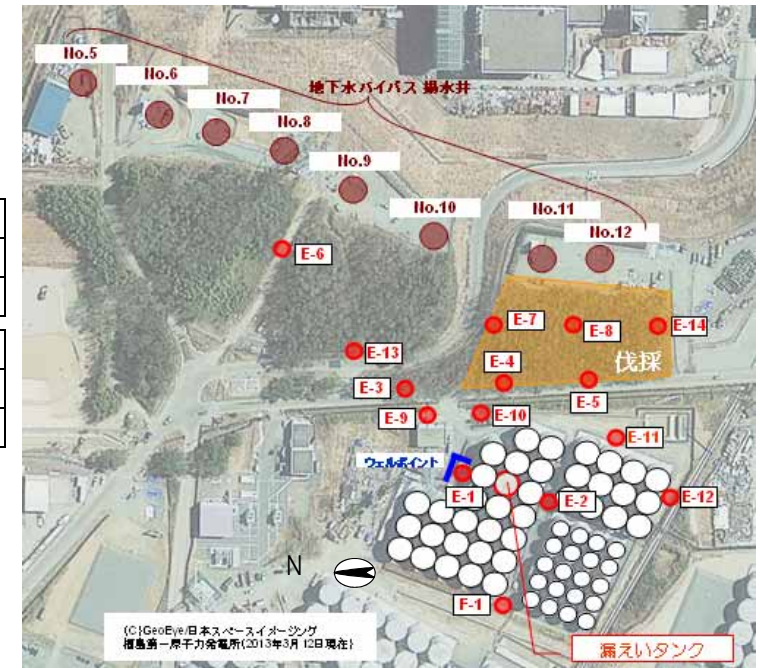 No.5
No.6
No.7
地下水バイパス 揚水井
No.8
No.9
No.10
No.11
No.12
E-6
E-7
E-8
E-14
E-13
伐採
E-4
E-3
E-5
E-9
E-10
E-11
ウェルポイント
E-1
E-2
E-12
N
F-1
(C)GeoEye/日本スペースイメージング
福島第一原子力発電所(2013年3月12日現在)
漏えいタンク